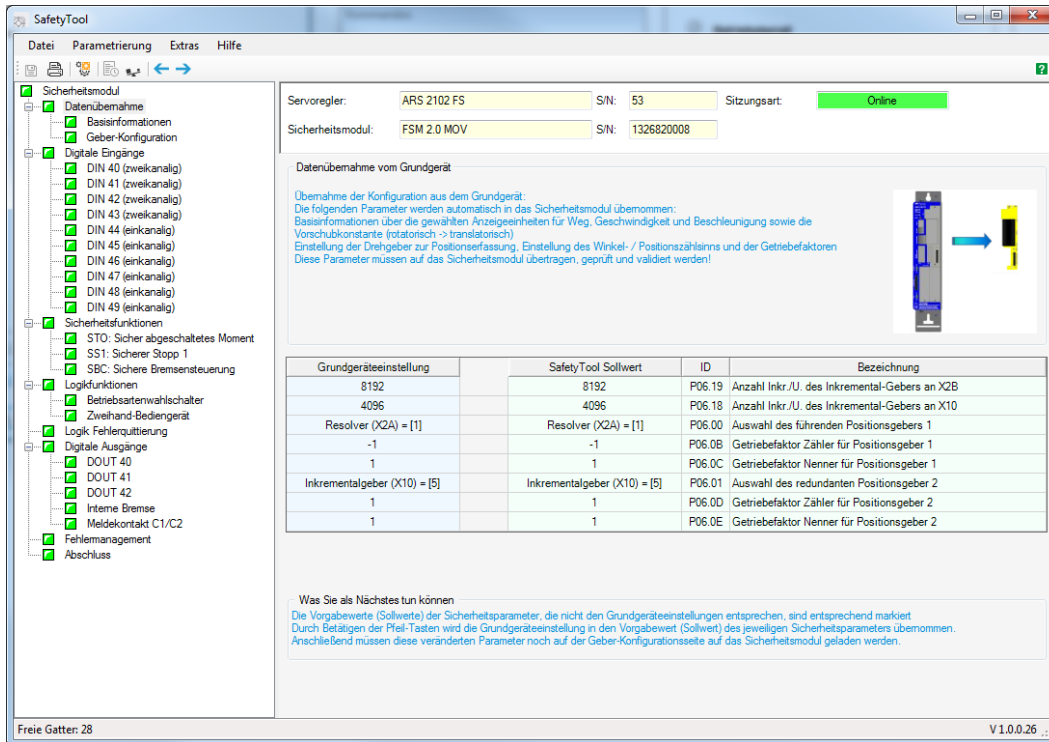 SafetyTool
Datei Parametrierung Extras Hilfe
?
Sicherheitsmodul
Datenübernahme
Basisinformationen
Geber-Konfiguration
Digitale Eingänge
DIN 40 (zweikanalig)
DIN 41 (zweikanalig)
DIN 42 (zweikanalig)
DIN 43 (zweikanalig)
DIN 44 (einkanalig)
DIN 45 (einkanalig)
DIN 46 (einkanalig)
DIN 47 (einkanalig)
DIN 48 (einkanalig)
DIN 49 (einkanalig)
Sicherheitsfunktionen
STO: Sicher abgeschaltetes Moment
SS1: Sicherer Stopp 1
SBC: Sichere Bremsensteuerung
Logikfunktionen
Betriebsartenwahlschalter
Zweihand-Bediengerät
Logik Fehlerquittierung
Digitale Ausgänge
DOUT 40
DOUT 41
DOUT 42
Interne Bremse
Meldekontakt C1/C2
Fehlermanagement
Abschluss
Servoregler: ARS 2102 FS S/N: 53 Sitzungsart: Online
Sicherheitsmodul: FSM 2.0 MOV S/N: 1326820008
Datenübernahme vom Grundgerät
Übernahme der Konfiguration aus dem Grundgerät:
Die folgenden Parameter werden automatisch in das Sicherheitsmodul übernommen:
Basisinformationen über die gewählten Anzeigeeinheiten für Weg, Geschwindigkeit und Beschleunigung sowie die
Vorschubkonstante (rotatorisch -> translatorisch)
Einstellung der Drehgeber zur Positionserfassung, Einstellung des Winkel- / Positionszählsinns und der Getriebefaktoren
Diese Parameter müssen auf das Sicherheitsmodul übertragen, geprüft und validiert werden!
Grundgeräteeinstellung SafetyTool Sollwert ID Bezeichnung
8192 8192 P06.19 Anzahl Inkr./U. des Inkremental-Gebers an X2B
4096 4096 P06.18 Anzahl Inkr./U. des Inkremental-Gebers an X10
Resolver (X2A) = [1] Resolver (X2A) = [1] P06.00 Auswahl des führenden Positionsgebers 1
-1 -1 P06.0B Getriebefaktor Zähler für Positionsgeber 1
1 1 P06.0C Getriebefaktor Nenner für Positionsgeber 1
Inkrementalgeber (X10) = [5] Inkrementalgeber (X10) = [5] P06.01 Auswahl des redundanten Positionsgeber 2
1 1 P06.0D Getriebefaktor Zähler für Positionsgeber 2
1 1 P06.0E Getriebefaktor Nenner für Positionsgeber 2
Was Sie als Nächstes tun können
Die Vorgabewerte (Sollwerte) der Sicherheitsparameter, die nicht den Grundgeräteeinstellungen entsprechen, sind entsprechend markiert
Durch Betätigen der Pfeil-Tasten wird die Grundgeräteeinstellung in den Vorgabewert (Sollwert) des jeweiligen Sicherheitsparameters übernommen.
Anschließend müssen diese veränderten Parameter noch auf der Geber-Konfigurationsseite auf das Sicherheitsmodul geladen werden.
Freie Gatter: 28 V 1.0.0.26